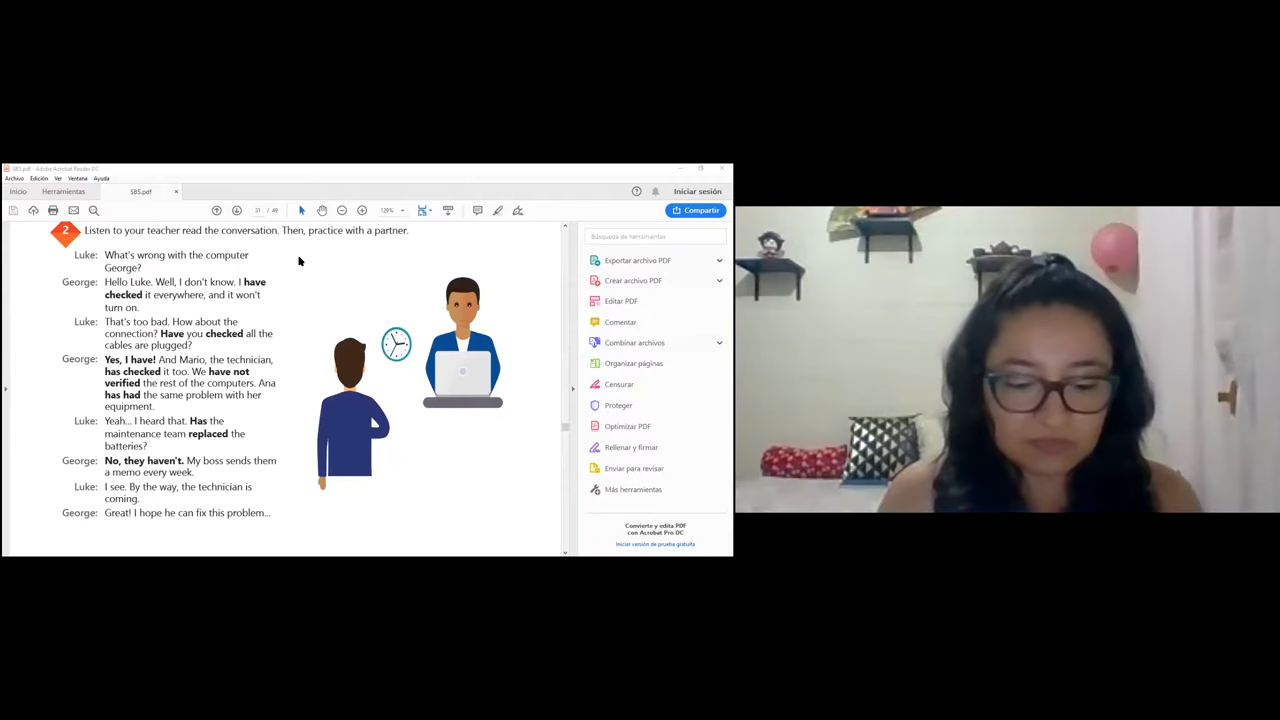 SB5.pdf - Adobe Acrobat Reader DC
Archivo Edición Ver Ventana Ayuda
Inicio Herramientas SB5.pdf × Iniciar sesión
31 / 49 129% Compartir
2 Listen to your teacher read the conversation. Then, practice with a partner.
Luke: What's wrong with the computer
George?
George: Hello Luke. Well, I don't know. I have
checked it everywhere, and it won't
turn on.
Luke: That's too bad. How about the
connection? Have you checked all the
cables are plugged?
George: Yes, I have! And Mario, the technician,
has checked it too. We have not
verified the rest of the computers. Ana
has had the same problem with her
equipment.
Luke: Yeah... I heard that. Has the
maintenance team replaced the
batteries?
George: No, they haven't. My boss sends them
a memo every week.
Luke: I see. By the way, the technician is
coming.
George: Great! I hope he can fix this problem...
Búsqueda de herramientas
Exportar archivo PDF
Crear archivo PDF
Editar PDF
Comentar
Combinar archivos
Organizar páginas
Censurar
Proteger
Optimizar PDF
Rellenar y firmar
Enviar para revisar
Más herramientas
Convierte y edita PDF
con Acrobat Pro DC
Iniciar versión de prueba gratuita